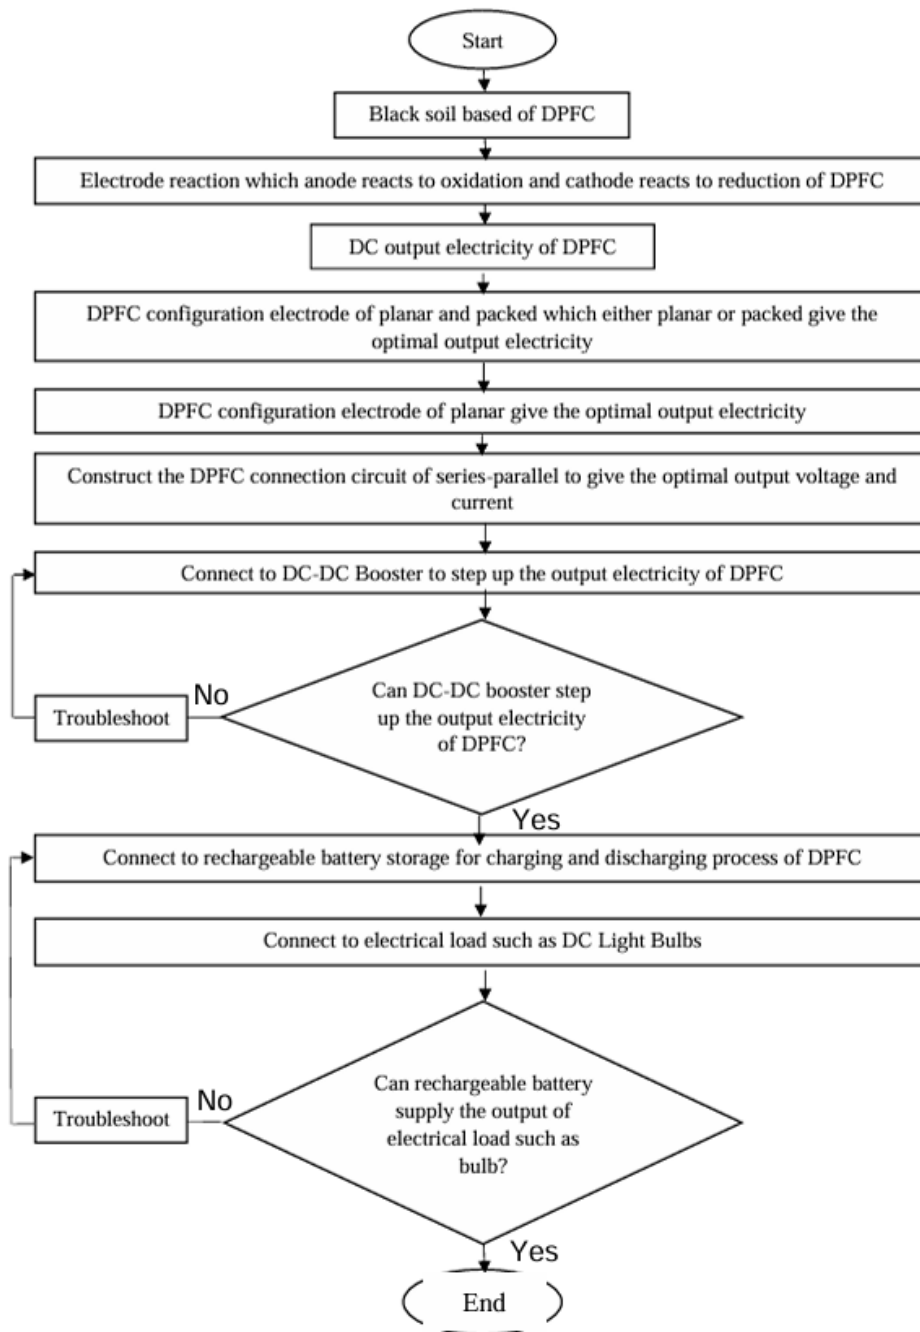 Start
Black soil based of DPFC
Electrode reaction which anode reacts to oxidation and cathode reacts to reduction of DPFC
DC output electricity of DPFC
DPFC configuration electrode of planar and packed which either planar or packed give the
optimal output electricity
DPFC configuration electrode of planar give the optimal output electricity
Construct the DPFC connection circuit of series-parallel to give the optimal output voltage and
current
Connect to DC-DC Booster to step up the output electricity of DPFC
Can DC-DC booster step
up the output electricity
of DPFC?
No
Troubleshoot
Yes
Connect to rechargeable battery storage for charging and discharging process of DPFC
Connect to electrical load such as DC Light Bulbs
Can rechargeable battery
supply the output of
electrical load such as
bulb?
No
Troubleshoot
Yes
End